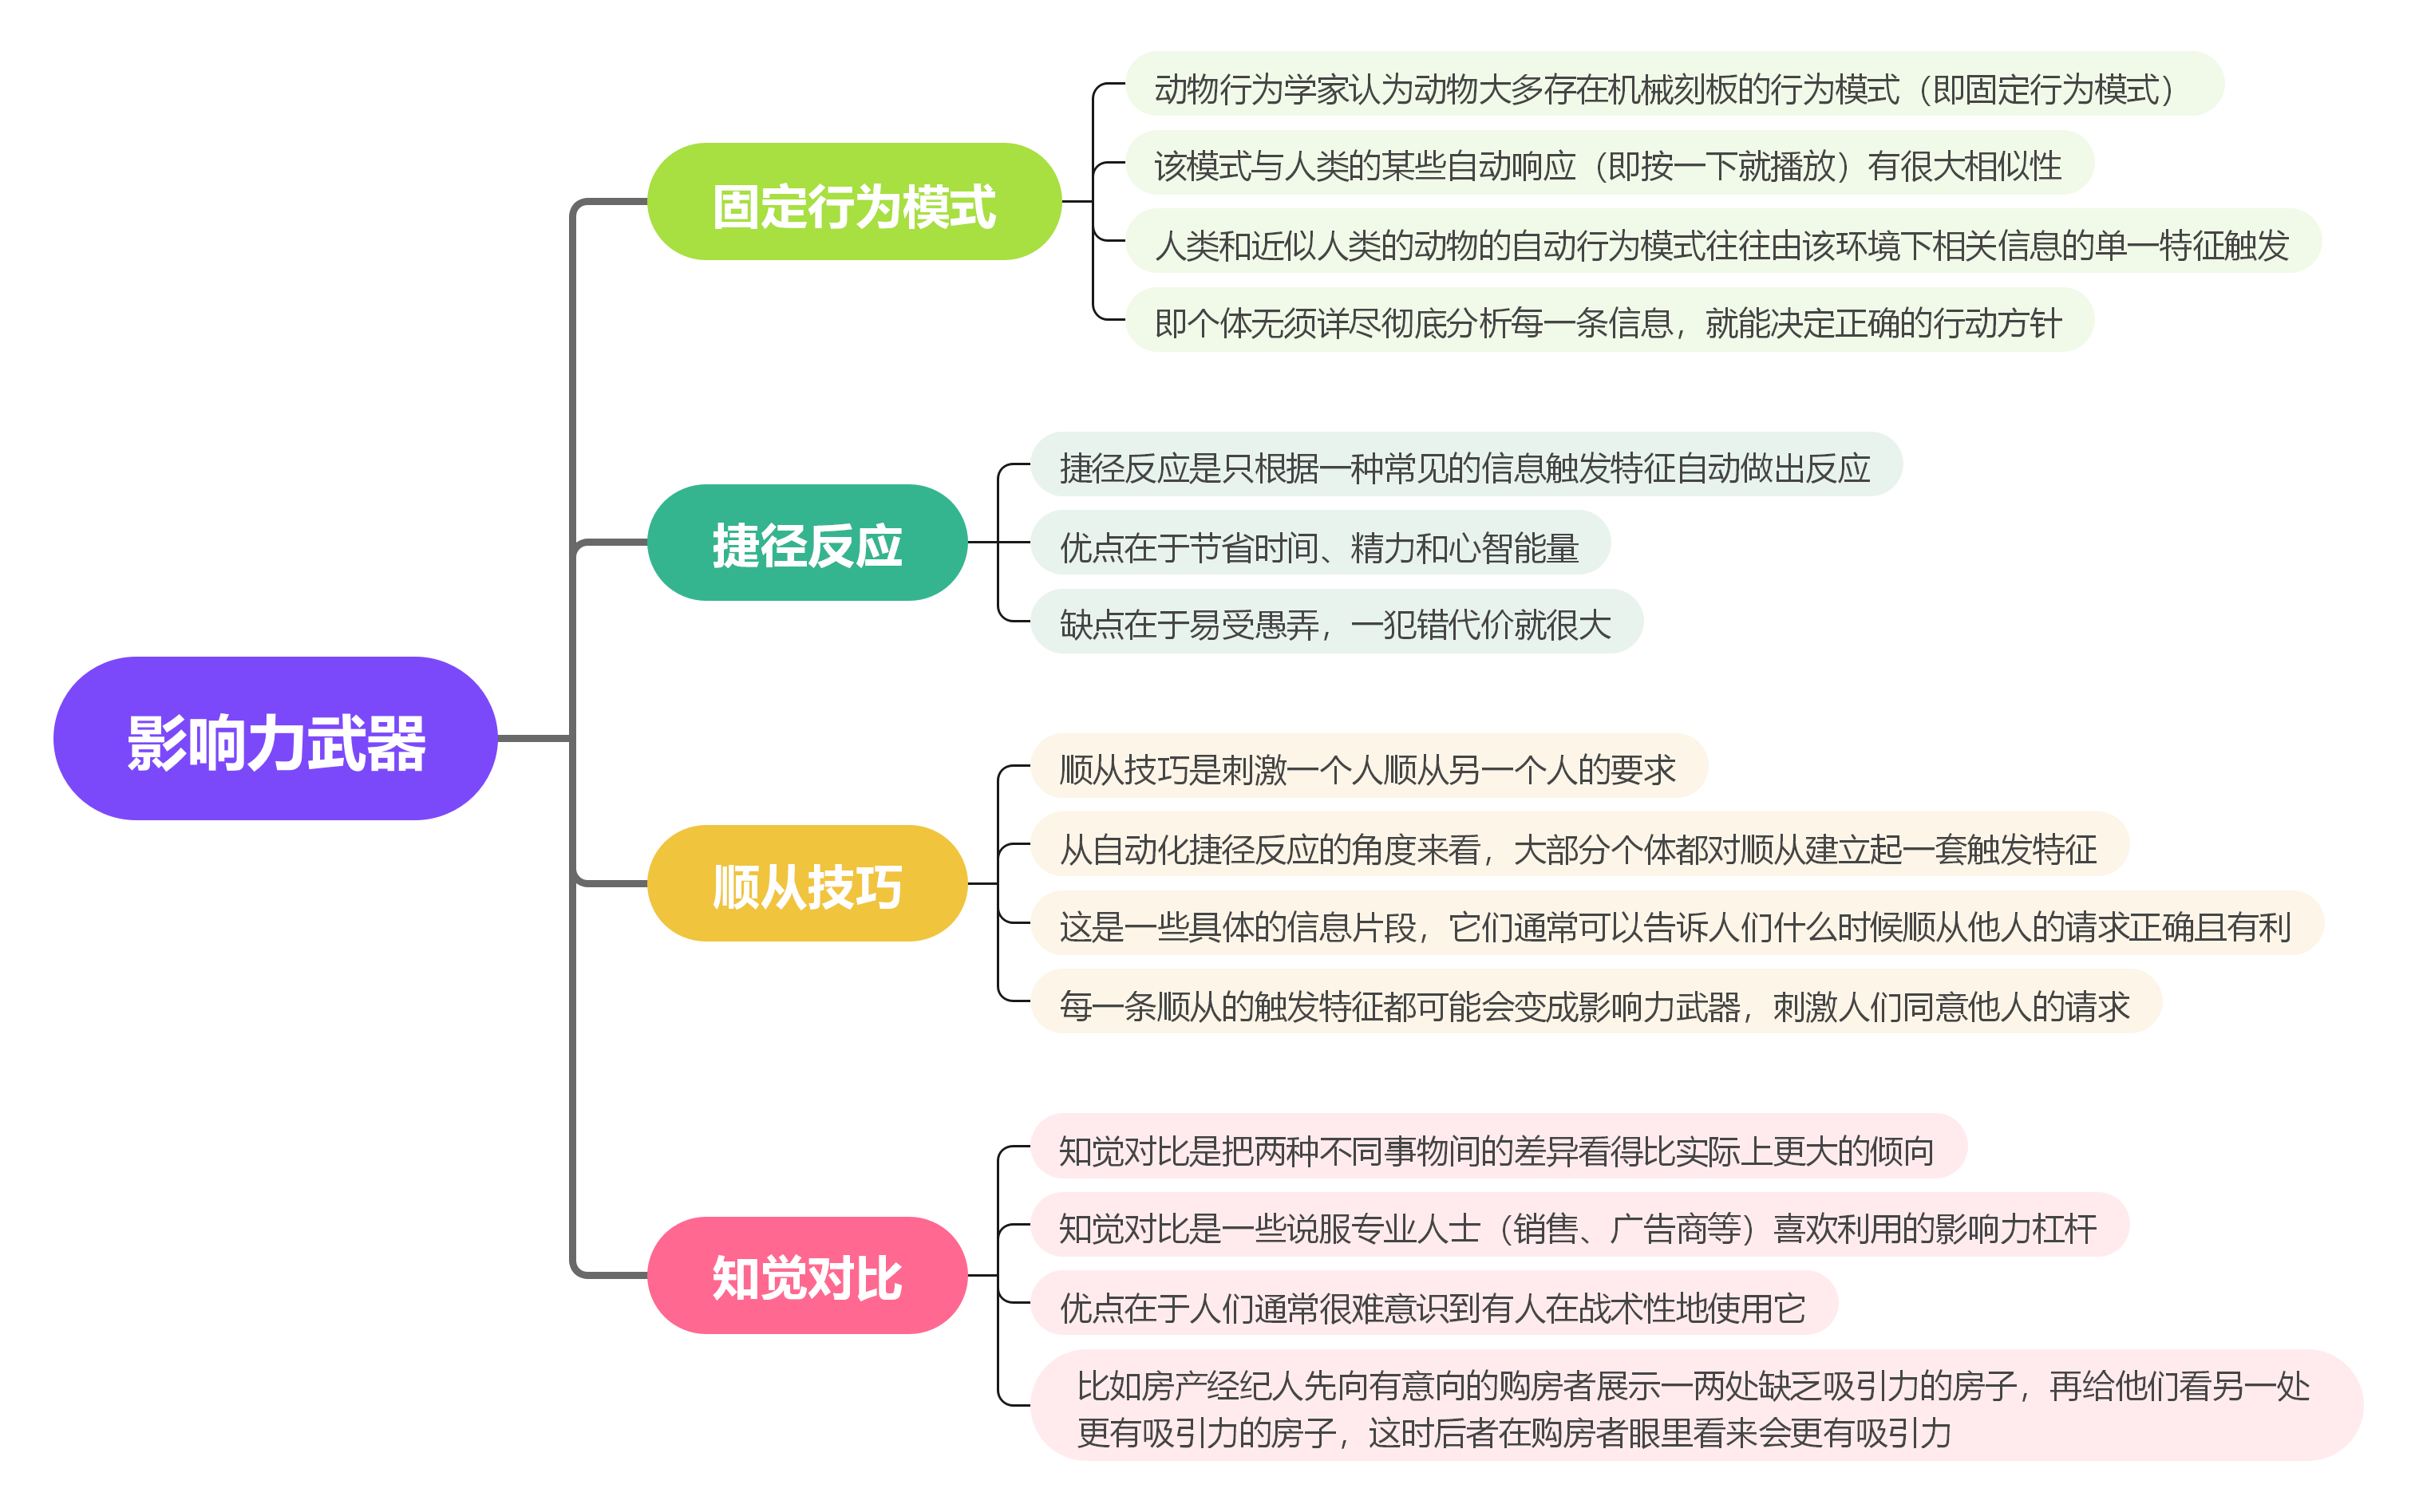 影响力武器
固定行为模式
动物行为学家认为动物大多存在机械刻板的行为模式（即固定行为模式）
该模式与人类的某些自动响应（即按一下就播放）有很大相似性
人类和近似人类的动物的自动行为模式往往由该环境下相关信息的单一特征触发
即个体无须详尽彻底分析每一条信息，就能决定正确的行动方针
捷径反应
捷径反应是只根据一种常见的信息触发特征自动做出反应
优点在于节省时间、精力和心智能量
缺点在于易受愚弄，一犯错代价就很大
顺从技巧
顺从技巧是刺激一个人顺从另一个人的要求
从自动化捷径反应的角度来看，大部分个体都对顺从建立起一套触发特征
这是一些具体的信息片段，它们通常可以告诉人们什么时候顺从他人的请求正确且有利
每一条顺从的触发特征都可能会变成影响力武器，刺激人们同意他人的请求
知觉对比
知觉对比是把两种不同事物间的差异看得比实际上更大的倾向
知觉对比是一些说服专业人士（销售、广告商等）喜欢利用的影响力杠杆
优点在于人们通常很难意识到有人在战术性地使用它
比如房产经纪人先向有意向的购房者展示一两处缺乏吸引力的房子，再给他们看另一处
更有吸引力的房子，这时后者在购房者眼里看来会更有吸引力